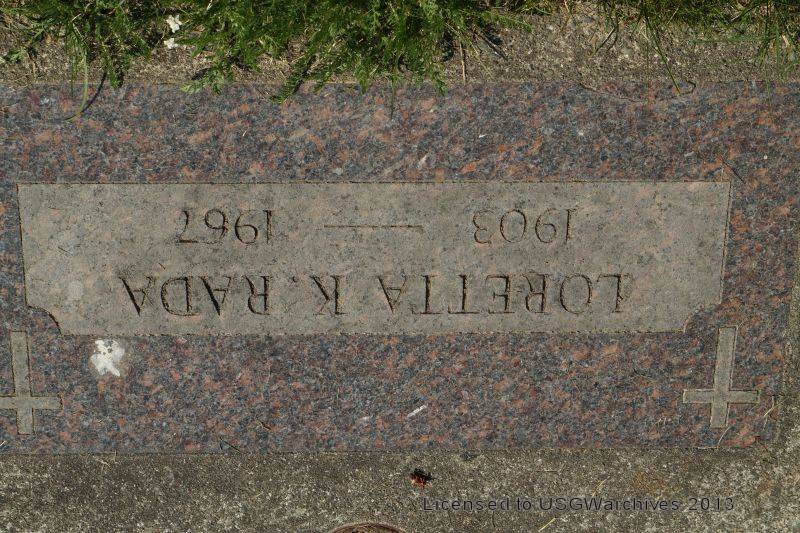 LORETTA K. RADA
1903 — 1967
Licensed to USGWarchives 2013